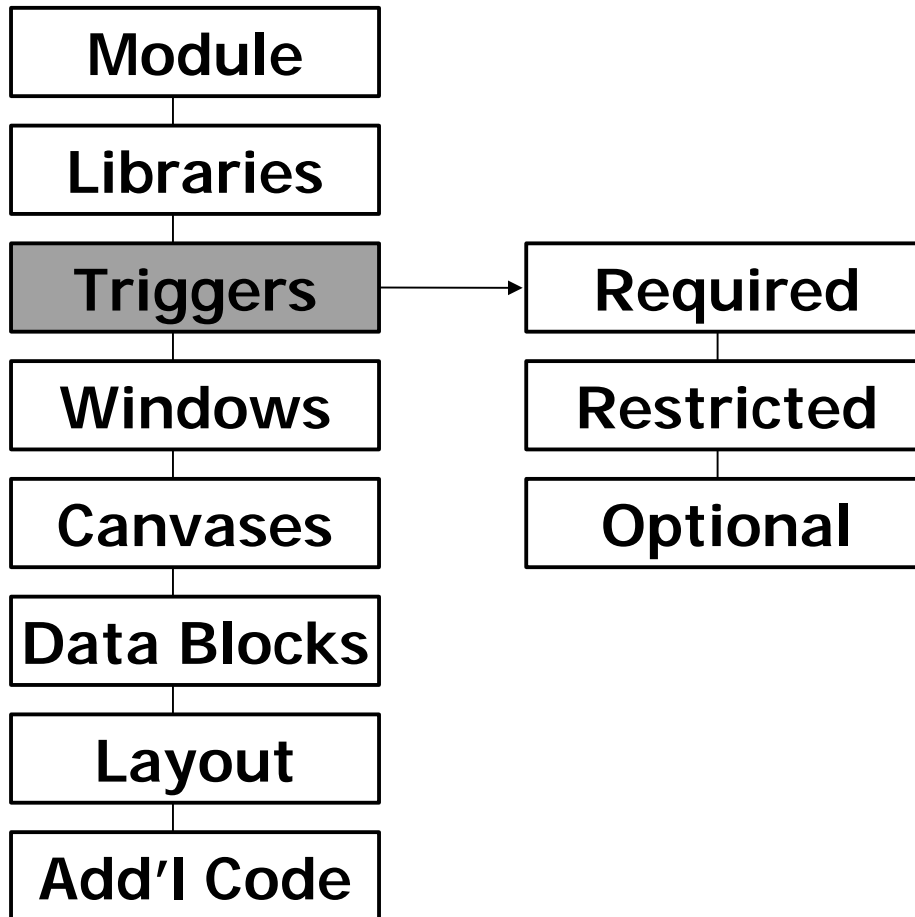 Module
Libraries
Triggers
Windows
Canvases
Data Blocks
Layout
Add'l Code
Required
Restricted
Optional